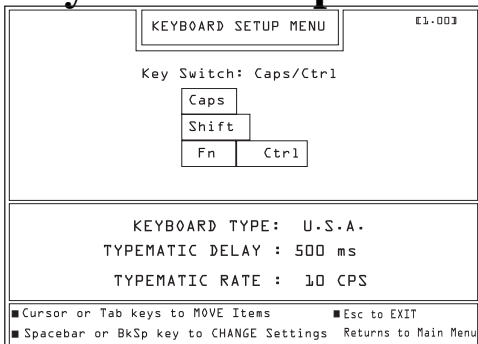 KEYBOARD SETUP MENU [1.00]
Key Switch: Caps/Ctrl
Caps
Shift
Fn Ctrl
KEYBOARD TYPE: U.S.A.
TYPEMATIC DELAY : 500 ms
TYPEMATIC RATE : 10 CPS
■ Cursor or Tab keys to MOVE Items ■ Esc to EXIT
■ Spacebar or BkSp key to CHANGE Settings Returns to Main Menu